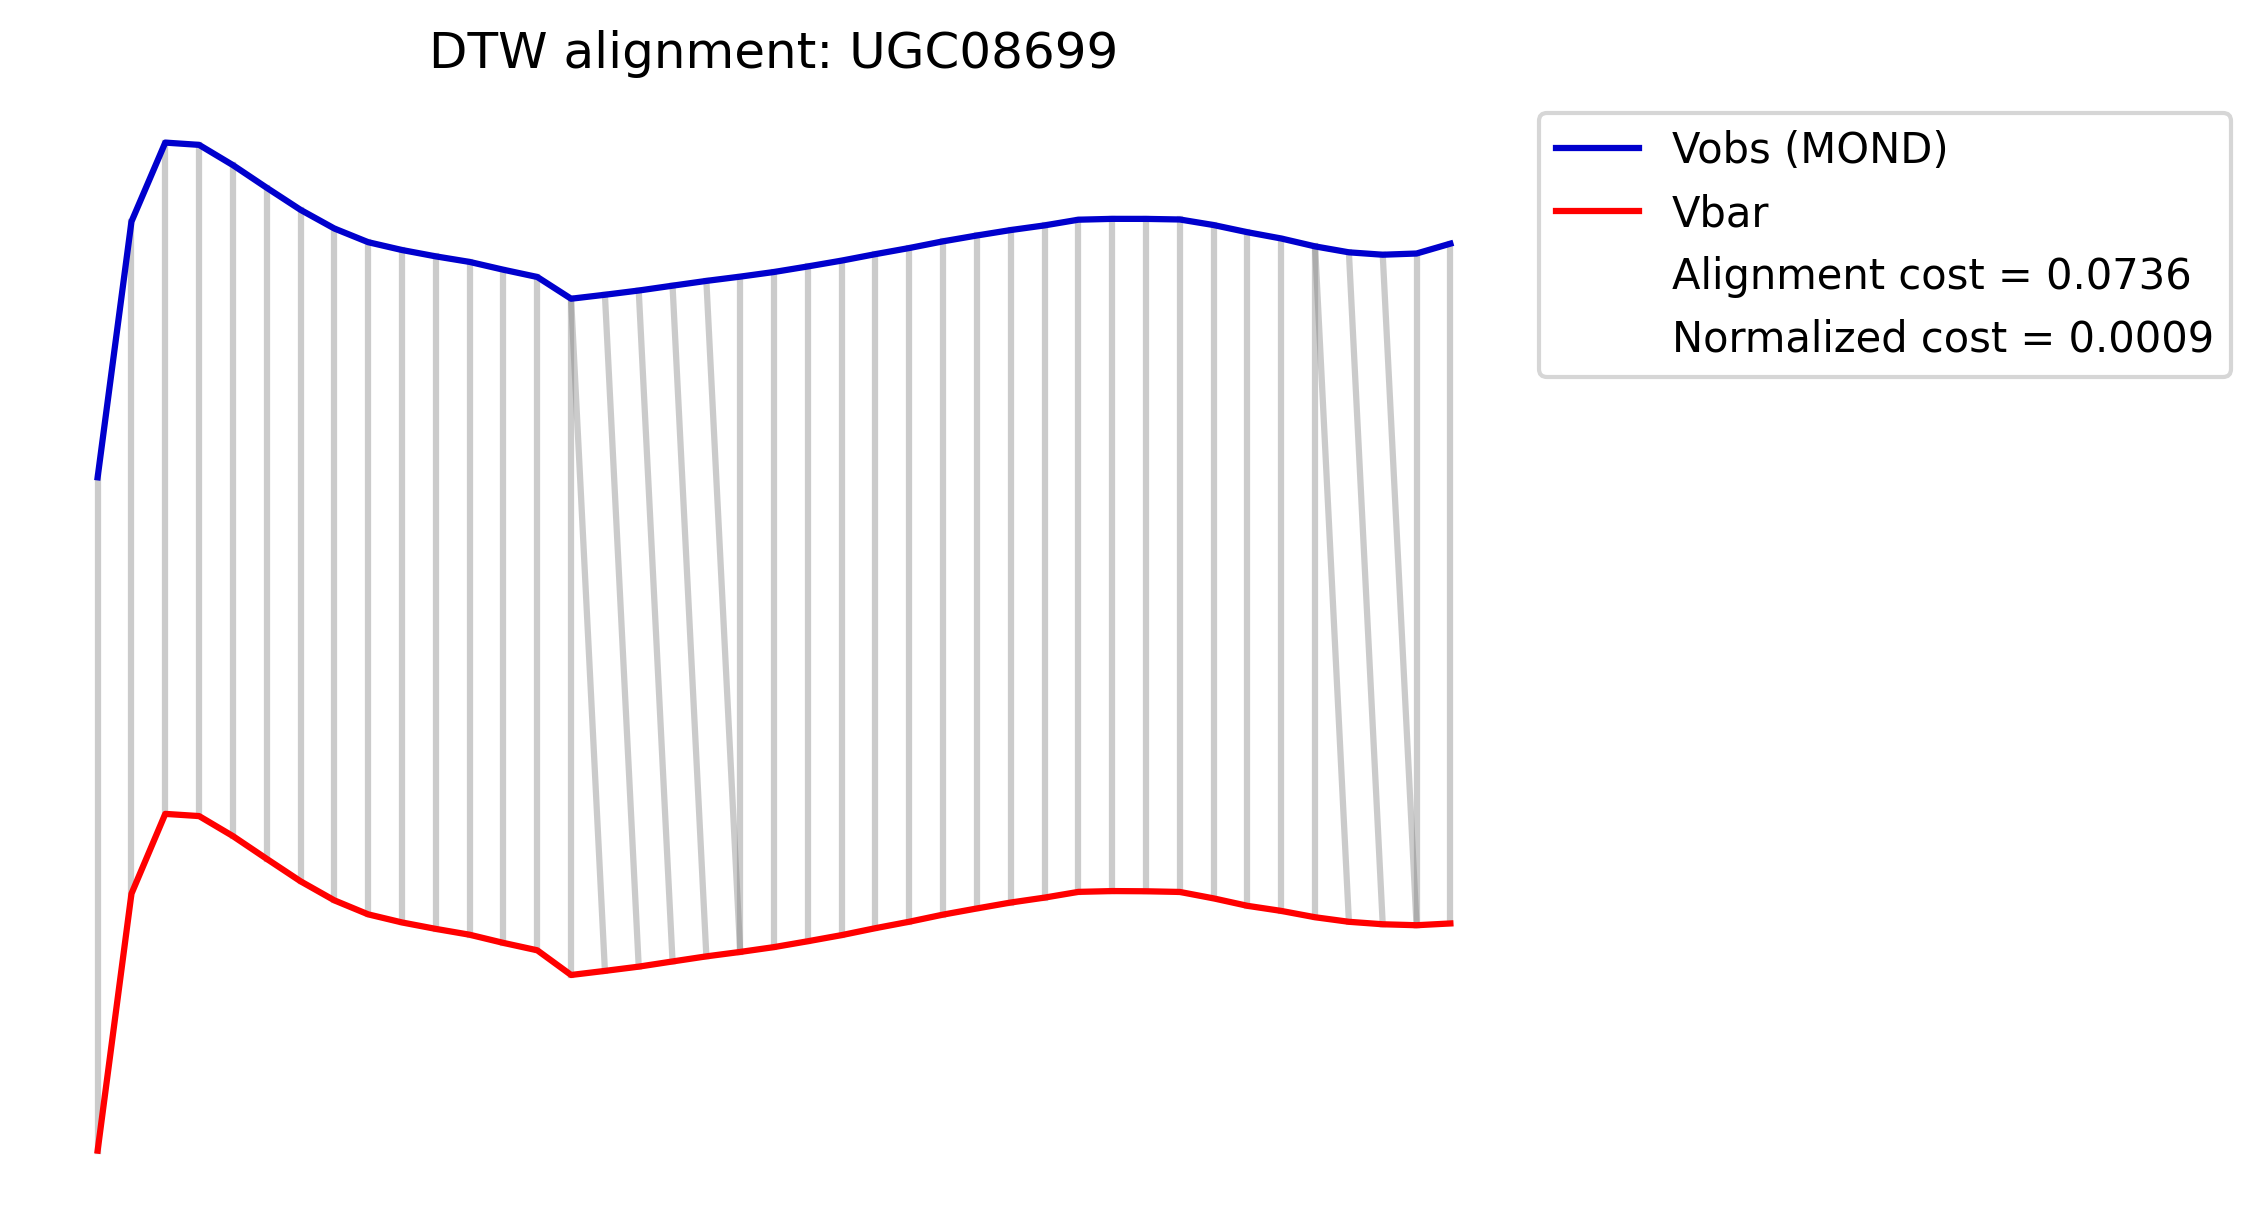 DTW alignment: UGC08699
Vobs (MOND)
Vbar
Alignment cost = 0.0736
Normalized cost = 0.0009